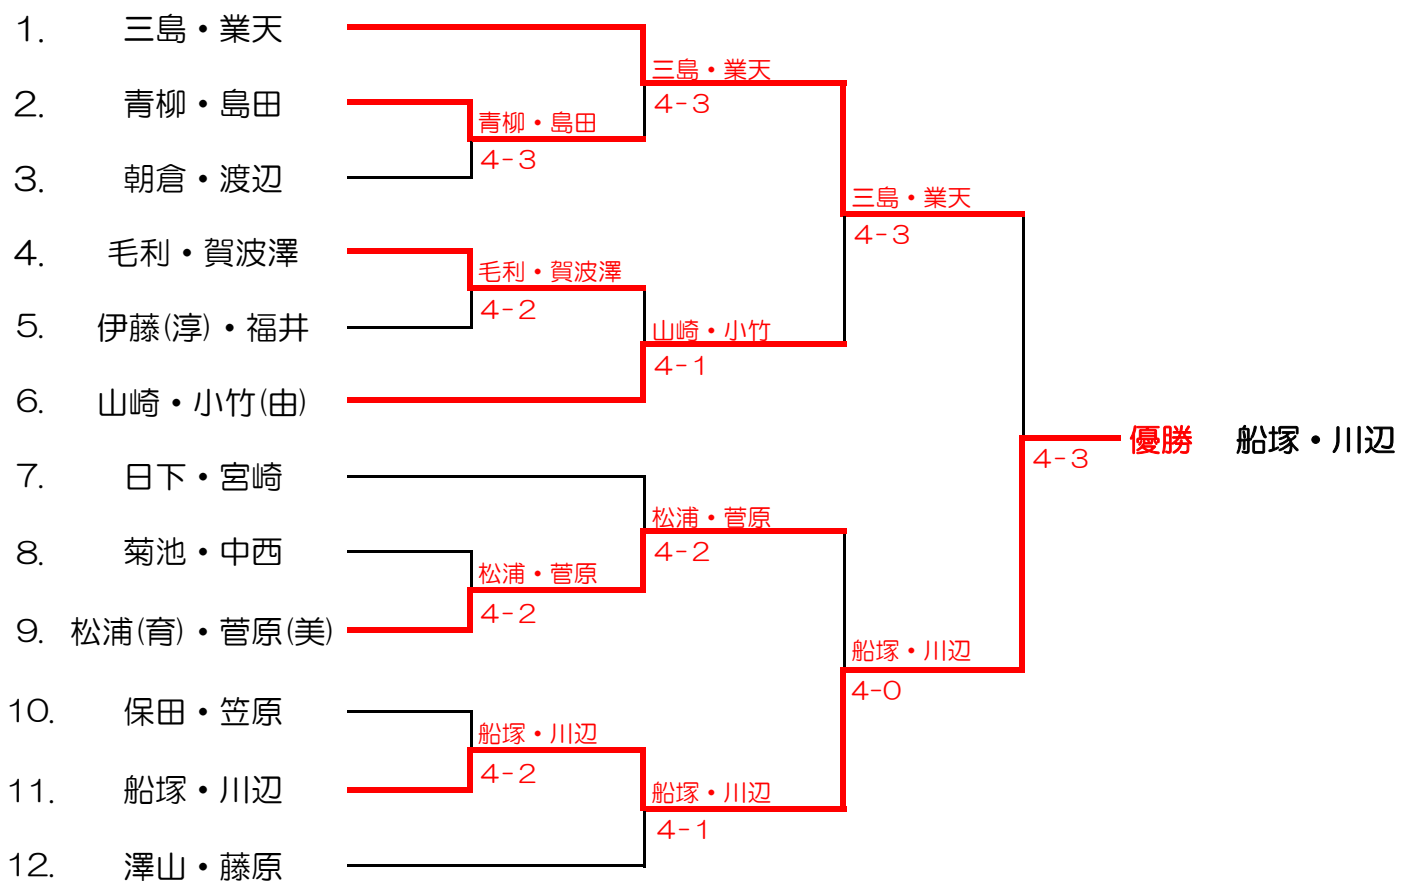 1. 三島・業天
2. 青柳・島田
3. 朝倉・渡辺
4. 毛利・賀波澤
5. 伊藤(淳)・福井
6. 山崎・小竹(由)
7. 日下・宮崎
8. 菊池・中西
9. 松浦(育)・菅原(美)
10. 保田・笠原
11. 船塚・川辺
12. 澤山・藤原
青柳・島田
4-3
毛利・賀波澤
4-2
松浦・菅原
4-2
船塚・川辺
4-2
三島・業天
4-3
山崎・小竹
4-1
松浦・菅原
4-2
船塚・川辺
4-1
三島・業天
4-3
船塚・川辺
4-0
4-3
優勝 船塚・川辺